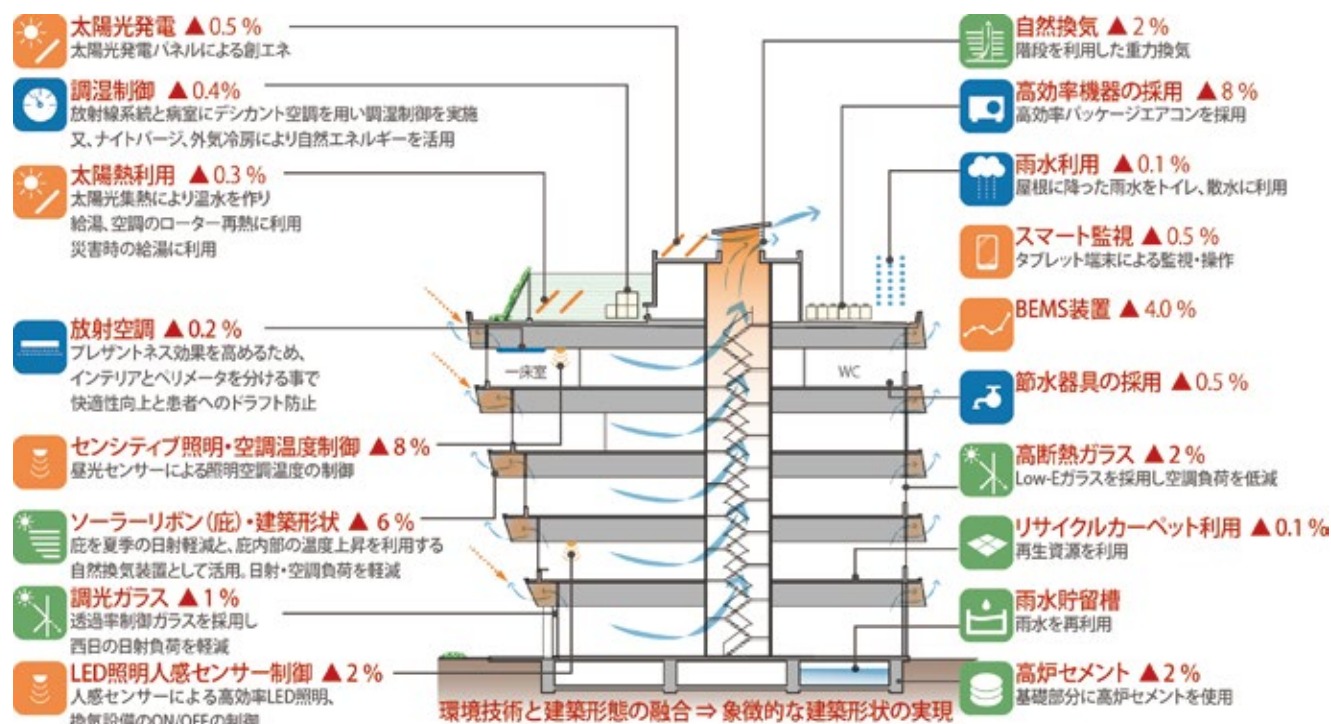 太陽光発電 ▲0.5%
太陽光発電パネルによる創エネ
調湿制御 ▲0.4%
放射線系統と病室にデシカント空調を用い調湿制御を実施
又、ナイトパージ、外気冷房により自然エネルギーを活用
太陽熱利用 ▲0.3%
太陽光集熱により温水を作り
給湯、空調のローター再熱に利用
災害時の給湯に利用
放射空調 ▲0.2%
プレザントネス効果を高めるため、
インテリアとペリメータを分ける事で
快適性向上と患者へのドラフト防止
センシティブ照明・空調温度制御 ▲8%
昼光センサーによる照明空調温度の制御
ソーラーリボン(庇)・建築形状 ▲6%
庇を夏季の日射軽減と、庇内部の温度上昇を利用する
自然換気装置として活用。日射・空調負荷を軽減
調光ガラス ▲1%
透過率制御ガラスを採用し
西日の日射負荷を軽減
LED照明人感センサー制御 ▲2%
人感センサーによる高効率LED照明、
換気設備のON/OFFの制御
一床室
WC
自然換気 ▲2%
階段を利用した重力換気
高効率機器の採用 ▲8%
高効率パッケージエアコンを採用
雨水利用 ▲0.1%
屋根に降った雨水をトイレ、散水に利用
スマート監視 ▲0.5%
タブレット端末による監視・操作
BEMS装置 ▲4.0%
節水器具の採用 ▲0.5%
高断熱ガラス ▲2%
Low-Eガラスを採用し空調負荷を低減
リサイクルカーペット利用 ▲0.1%
再生資源を利用
雨水貯留槽
雨水を再利用
高炉セメント ▲2%
基礎部分に高炉セメントを使用
環境技術と建築形態の融合 ⇒ 象徴的な建築形状の実現